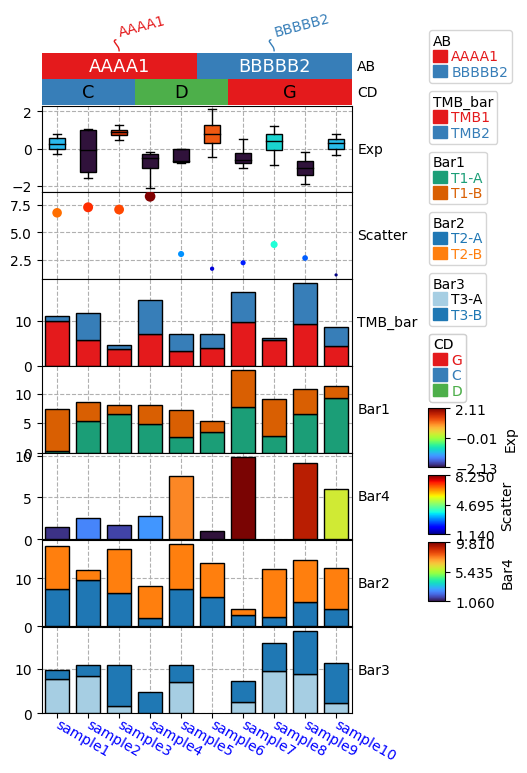 AAAA1
BBBBB2
AAAA1
BBBBB2
AB
C
D
G
CD
2
0
−2
Exp
7.5
5.0
2.5
Scatter
0
TMB_bar
10
5
0
Bar1
10
5
0
Bar4
10
0
Bar2
10
0
Bar3
sample1
sample2
sample3
sample4
sample5
sample6
sample7
sample8
sample9
sample10
AB
AAAA1
BBBBB2
TMB_bar
TMB1
TMB2
Bar1
T1-A
T1-B
Bar2
T2-A
T2-B
Bar3
T3-A
T3-B
CD
G
C
D
2.11
−0.01
−2.13
Exp
8.250
4.695
1.140
Scatter
9.810
5.435
1.060
Bar4